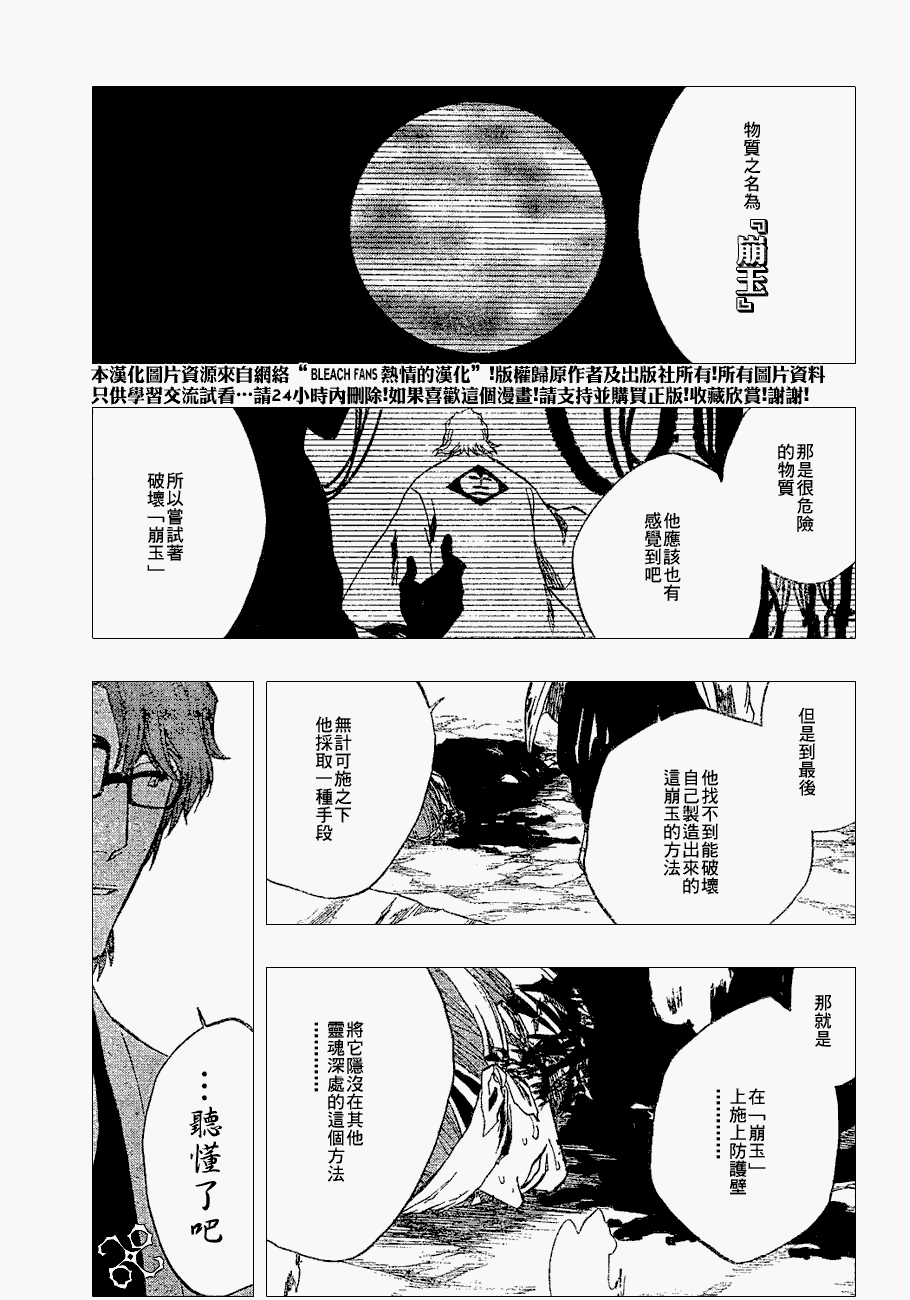 物質之名為
『崩玉』
本漢化圖片資源來自網絡“BLEACH FANS 熱情的漢化”!版權歸原作者及出版社所有!所有圖片資料
只供學習交流試看…請24小時內刪除!如果喜歡這個漫畫!請支持並購買正版!收藏欣賞!謝謝!
那是很危險
的物質
他應該也有
感覺到吧
所以嘗試著
破壞「崩玉」
但是到最後
他找不到能破壞
自己製造出來的
這崩玉的方法
無計可施之下
他採取一種手段
那就是
在「崩玉」
上施上防護壁
…………
將它隱沒在其他
靈魂深處的這個方法
…………
…聽懂了吧